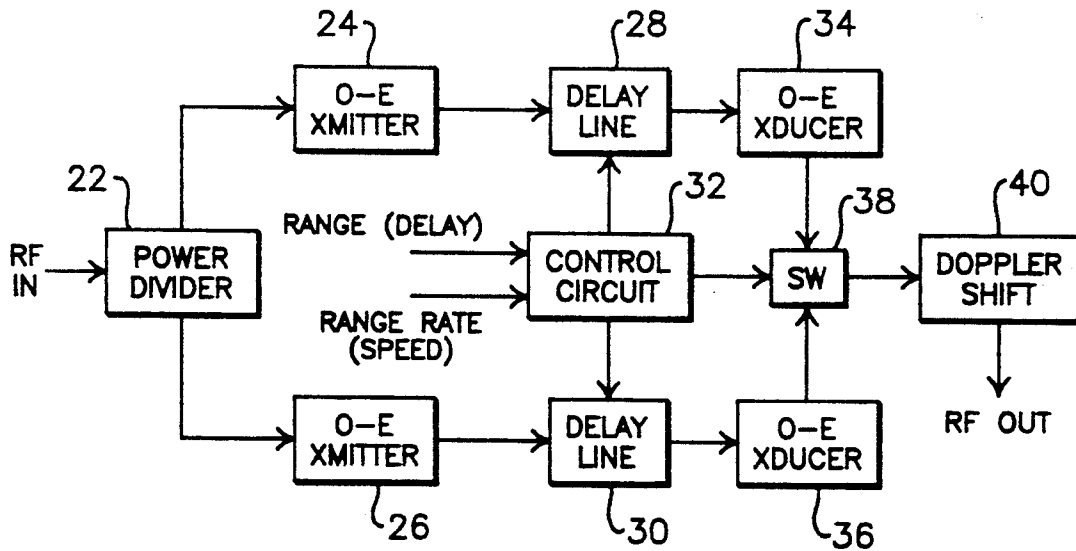 24
28
34
O-E
XMITTER
DELAY
LINE
O-E
XDUCER
22
32
38
40
RANGE (DELAY)
RF
IN
POWER
DIVIDER
CONTROL
CIRCUIT
SW
DOPPLER
SHIFT
RANGE RATE
(SPEED)
O-E
XMITTER
DELAY
LINE
O-E
XDUCER
RF OUT
26
30
36